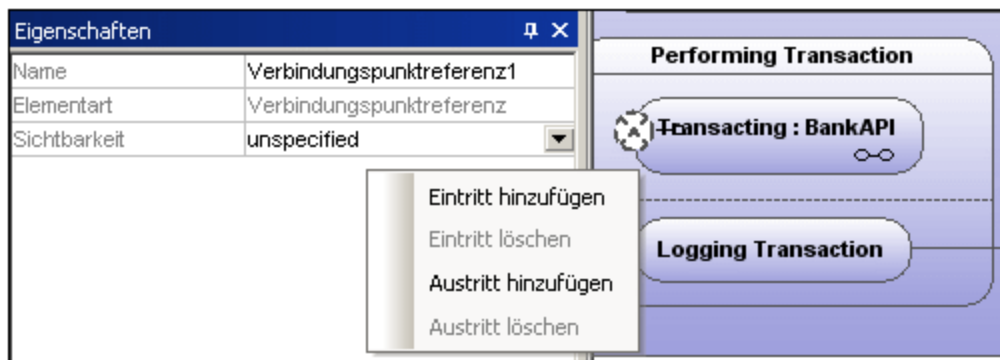 Eigenschaften
Name Verbindungspunktreferenz1
Elementart Verbindungspunktreferenz
Sichtbarkeit unspecified
Eintritt hinzufügen
Eintritt löschen
Austritt hinzufügen
Austritt löschen
Performing Transaction
Transacting : BankAPI
Logging Transaction